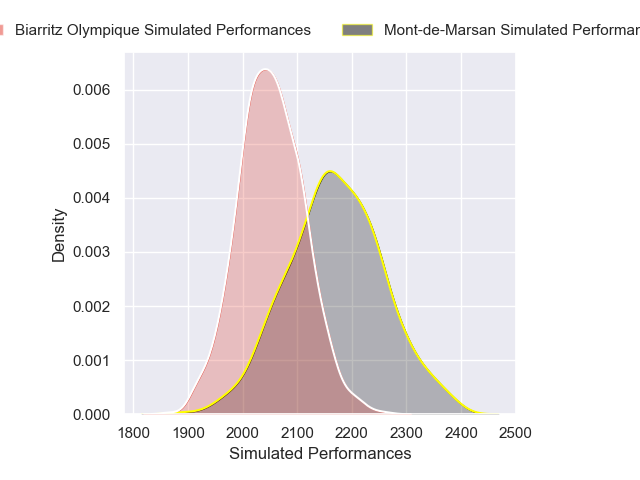 Biarritz Olympique Simulated Performances
Mont-de-Marsan Simulated
0.006
0.005
0.004
0.003
0.002
0.001
0.000
Density
1800 1900 2000 2100 2200 2300 2400 2500
Simulated Performances